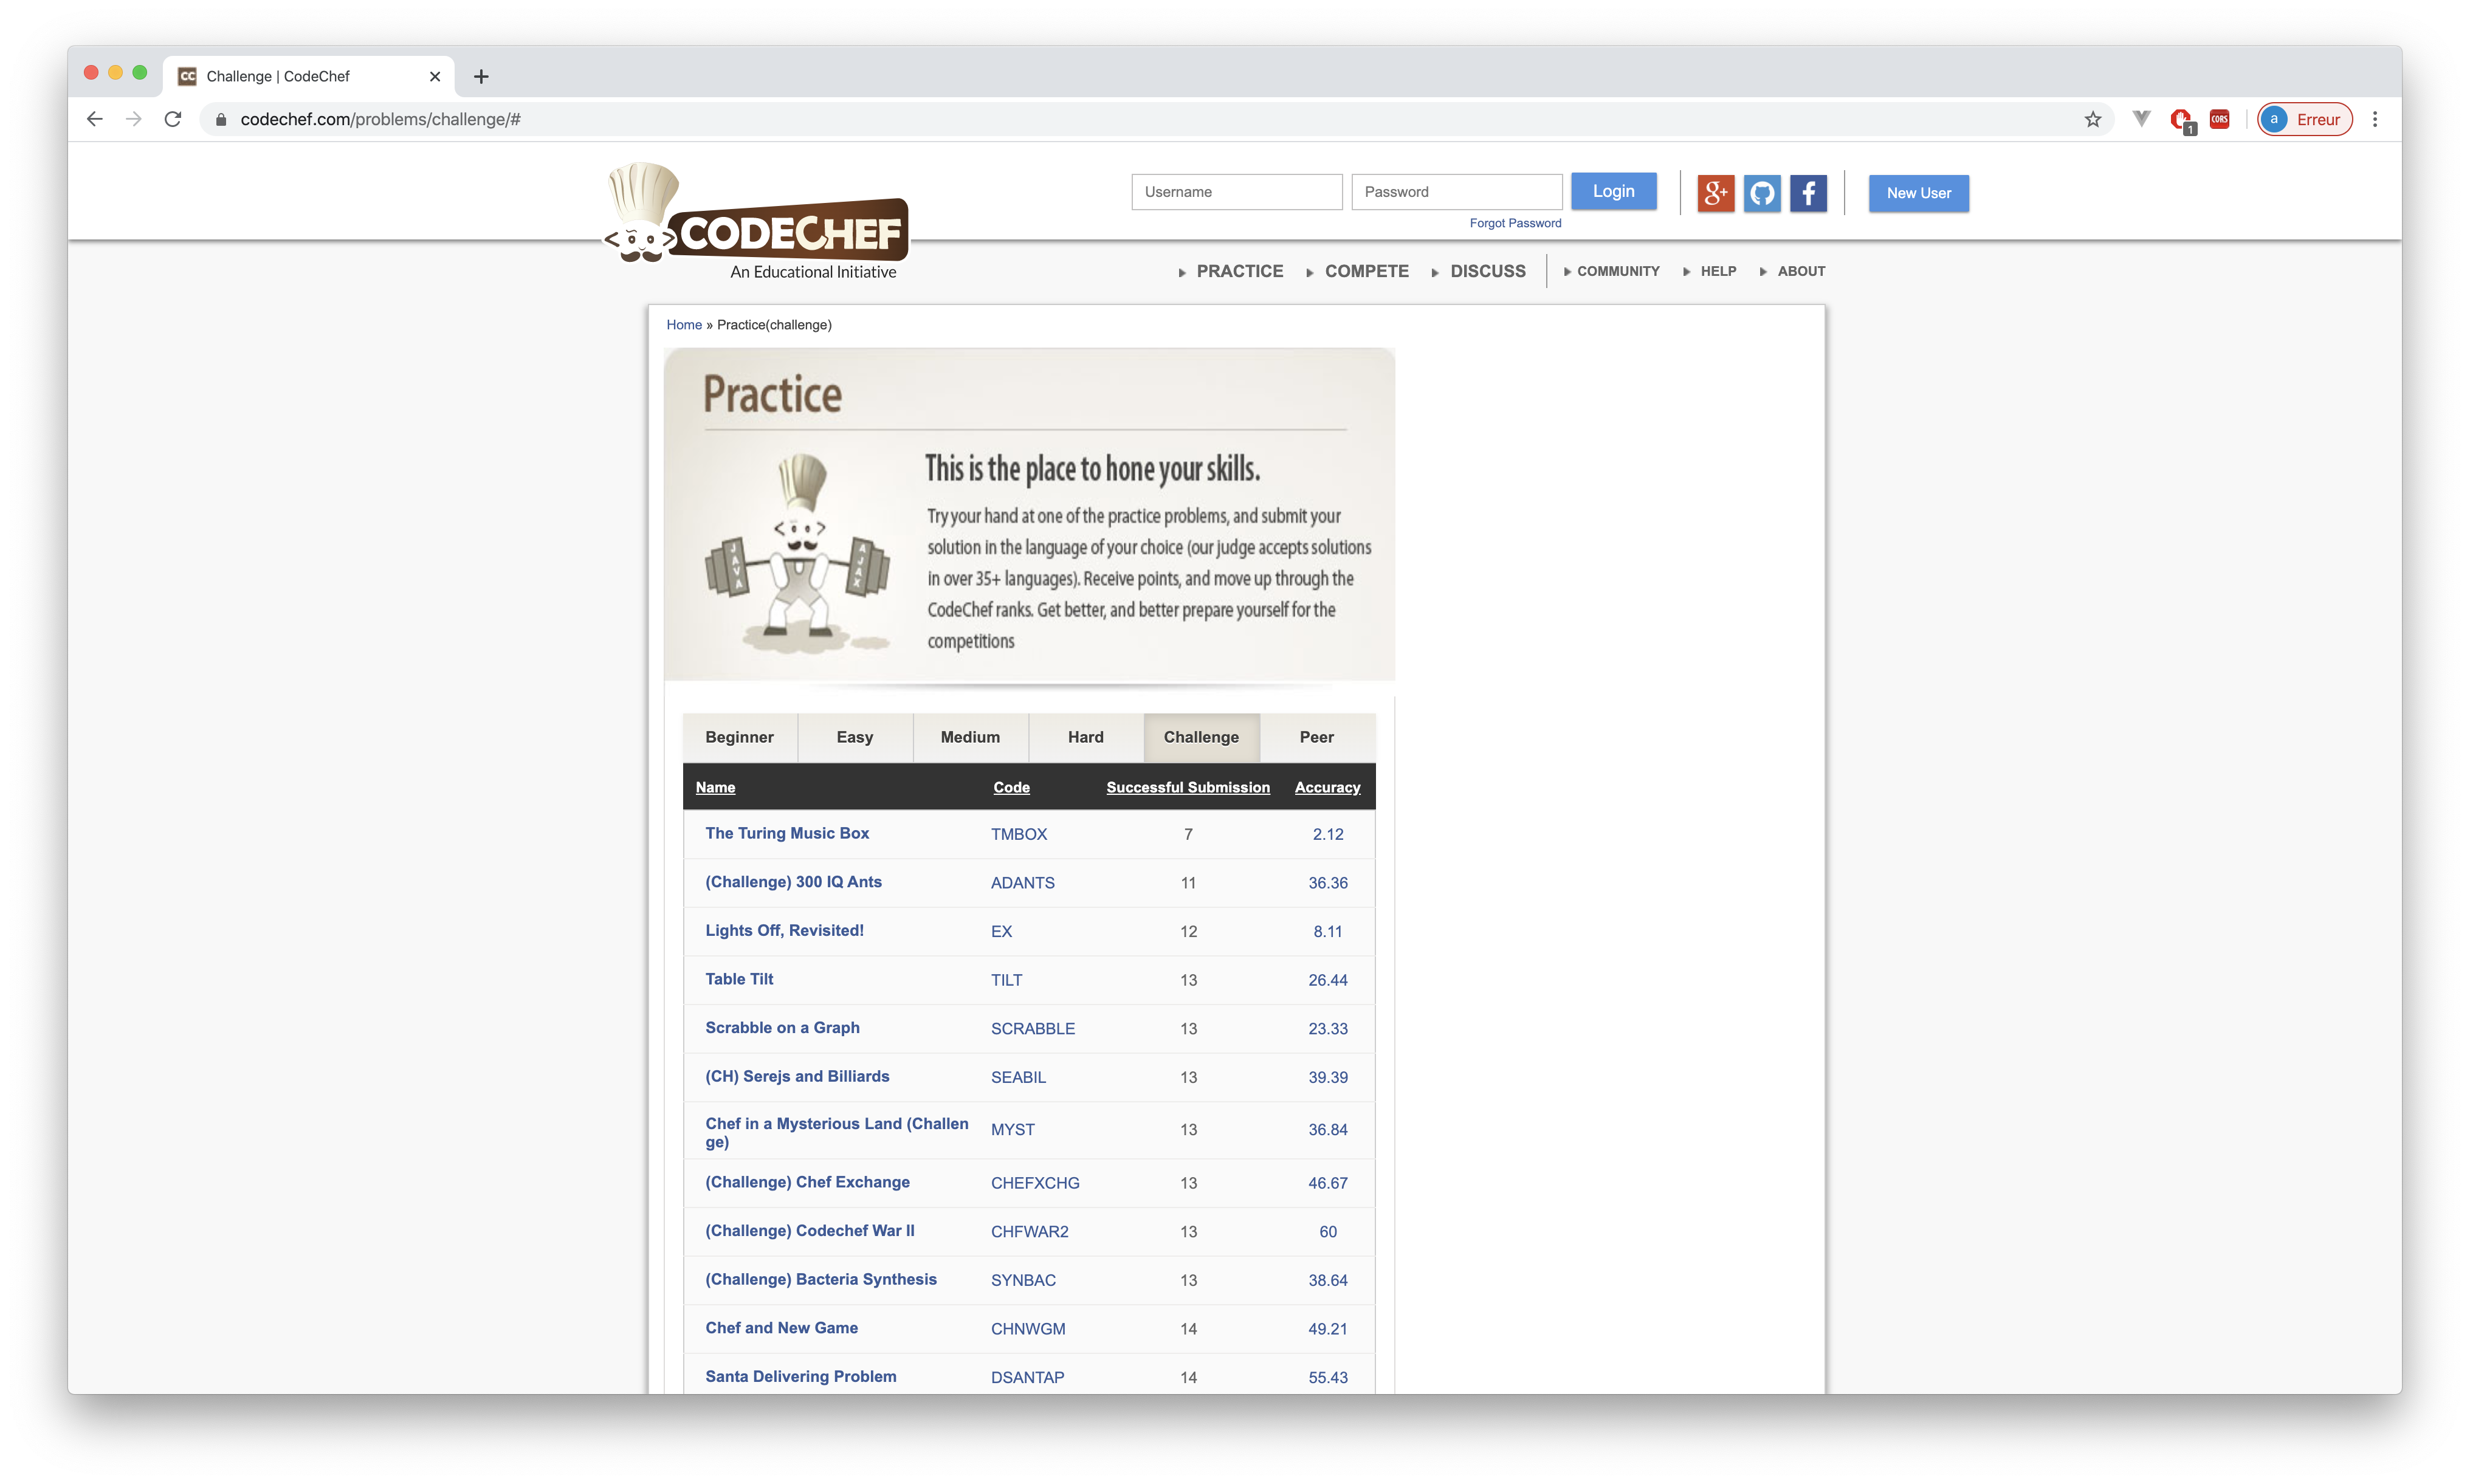 CC Challenge | CodeChef
codechef.com/problems/challenge/#
1
CORS
a Erreur
CODECHEF
An Educational Initiative
Username Password Login g+ f New User
Forgot Password
PRACTICE COMPETE DISCUSS COMMUNITY HELP ABOUT
Home » Practice(challenge)
Practice
This is the place to hone your skills.
Try your hand at one of the practice problems, and submit your
solution in the language of your choice (our judge accepts solutions
in over 35+ languages). Receive points, and move up through the
CodeChef ranks. Get better, and better prepare yourself for the
competitions
JAVA AJAX
Beginner Easy Medium Hard Challenge Peer
Name Code Successful Submission Accuracy
The Turing Music Box TMBOX 7 2.12
(Challenge) 300 IQ Ants ADANTS 11 36.36
Lights Off, Revisited! EX 12 8.11
Table Tilt TILT 13 26.44
Scrabble on a Graph SCRABBLE 13 23.33
(CH) Serejs and Billiards SEABIL 13 39.39
Chef in a Mysterious Land (Challen
ge) MYST 13 36.84
(Challenge) Chef Exchange CHEFXCHG 13 46.67
(Challenge) Codechef War II CHFWAR2 13 60
(Challenge) Bacteria Synthesis SYNBAC 13 38.64
Chef and New Game CHNWGM 14 49.21
Santa Delivering Problem DSANTAP 14 55.43